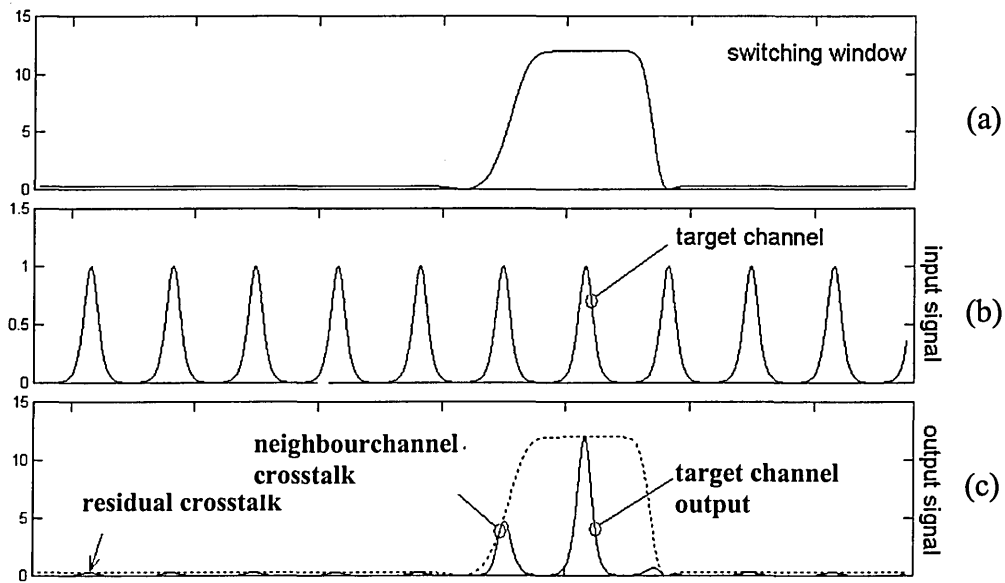 15
10
5
0
switching window
(a)
1.5
1
0.5
0
target channel
input signal
(b)
15
10
5
0
neighbourchannel
crosstalk
residual crosstalk
target channel
output
output signal
(c)